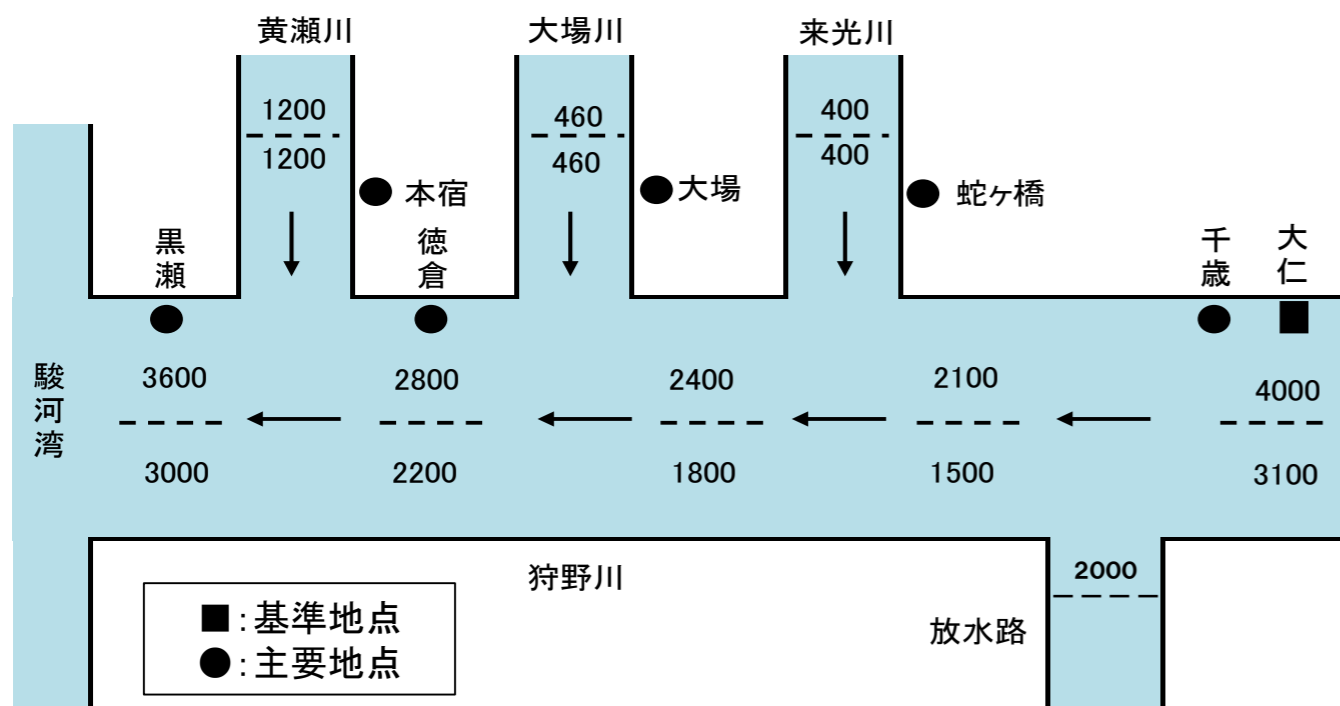 黄瀬川
大場川
来光川
1200
460
400
1200
460
400
本宿
大場
蛇ヶ橋
黒瀬
徳倉
千歳
大仁
駿河湾
3600
2800
2400
2100
4000
3000
2200
1800
1500
3100
狩野川
2000
放水路
■:基準地点
●:主要地点